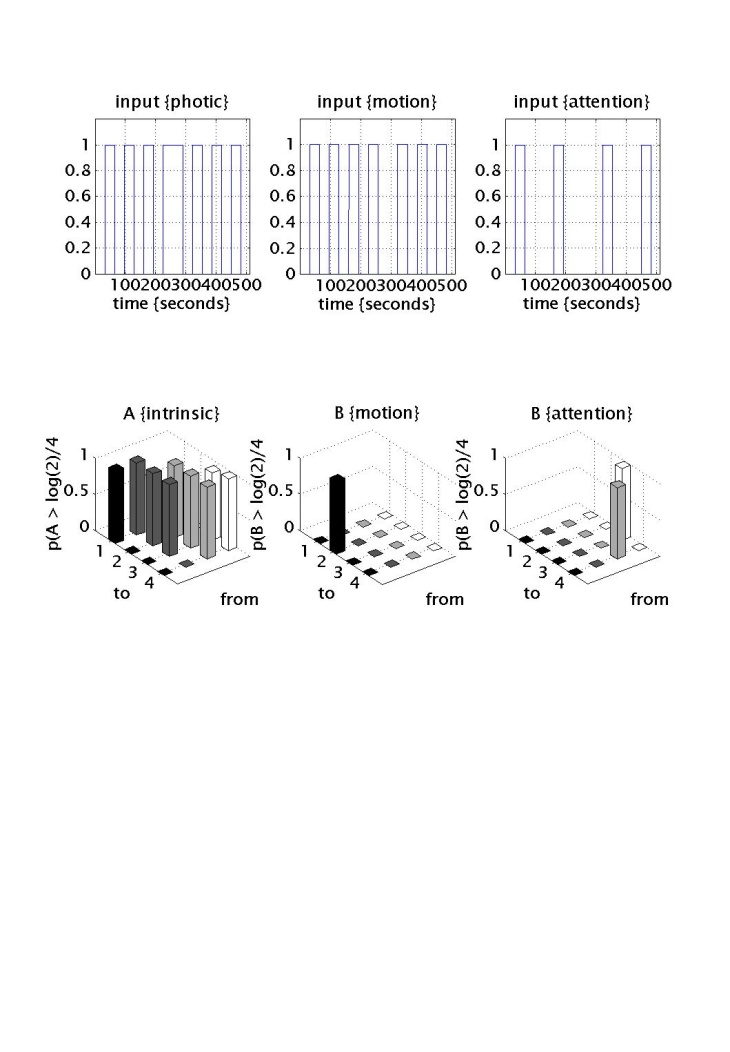 input {photic} input {motion} input {attention}
1 1 1
0.8 0.8 0.8
0.6 0.6 0.6
0.4 0.4 0.4
0.2 0.2 0.2
0 0 0
100200300400500 100200300400500 100200300400500
time {seconds} time {seconds} time {seconds}
A {intrinsic} B {motion} B {attention}
p(A > log(2)/4 p(B > log(2)/4 p(B > log(2)/4
1 1 1
0.5 0.5 0.5
0 0 0
1 1 1
2 2 2
3 3 3
4 4 4
to from to from to from